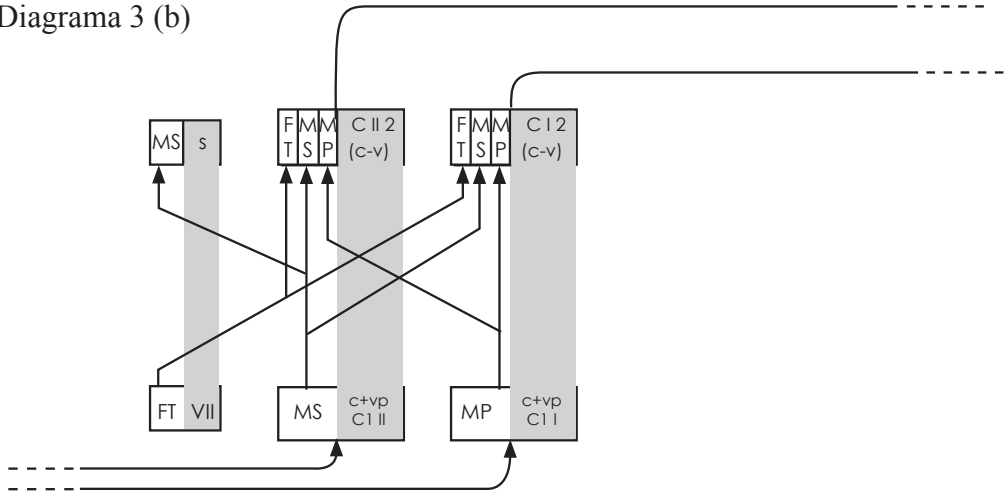 Diagrama 3 (b)
MS s
F M M C II 2
T S P (c-v)
F M M C I 2
T S P (c-v)
FT VII
MS c+vp
C1 II
MP c+vp
C1 I